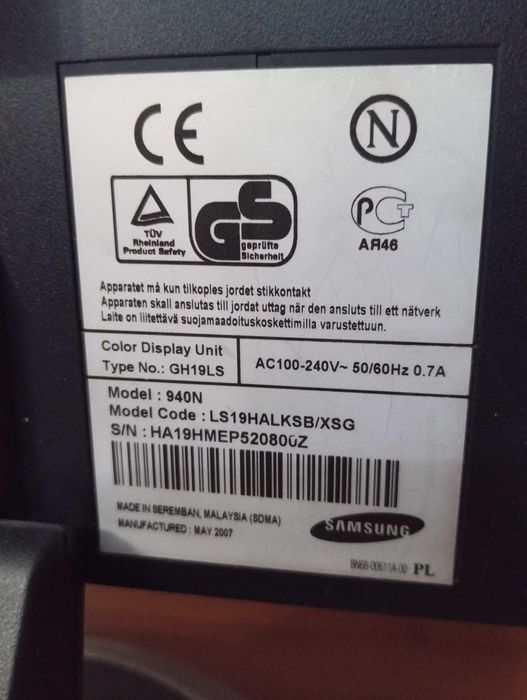 CE
N
TÜV
Rheinland
Product Safety
GS
geprüfte
Sicherheit
РСТ
АЯ46
Apparatet må kun tilkoples jordet stikkontakt
Apparaten skall anslutas till jordat uttag när den ansluts till ett nätverk
Laite on liitettävä suojamaadoituskoskettimilla varustettuun.
Color Display Unit
Type No.: GH19LS
AC100-240V~ 50/60Hz 0.7A
Model : 940N
Model Code : LS19HALKSB/XSG
S/N : HA19HMEP520800Z
MADE IN SEREMBAN, MALAYSIA (SDMA)
MANUFACTURED : MAY 2007
SAMSUNG
BN68-00611A-00 PL